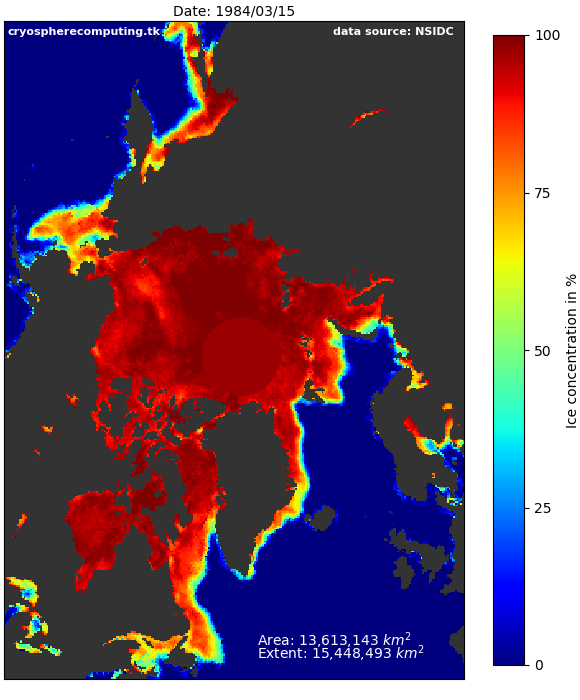 Date: 1984/03/15
cryospherecomputing.tk
data source: NSIDC
100
75
50
25
0
Ice concentration in %
Area: 13,613,143 km²
Extent: 15,448,493 km²